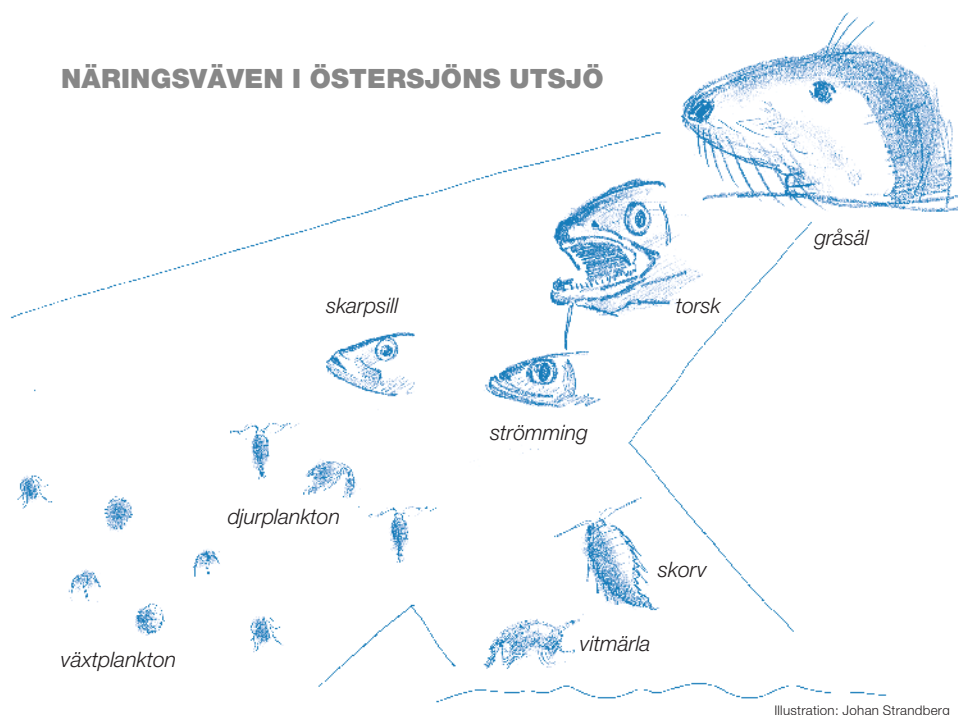 NÄRINGSVÄVEN I ÖSTERSJÖNS UTSJÖ
gråsäl
skarpsill
torsk
strömming
djurplankton
skorv
vitmärla
växtplankton
Illustration: Johan Strandberg